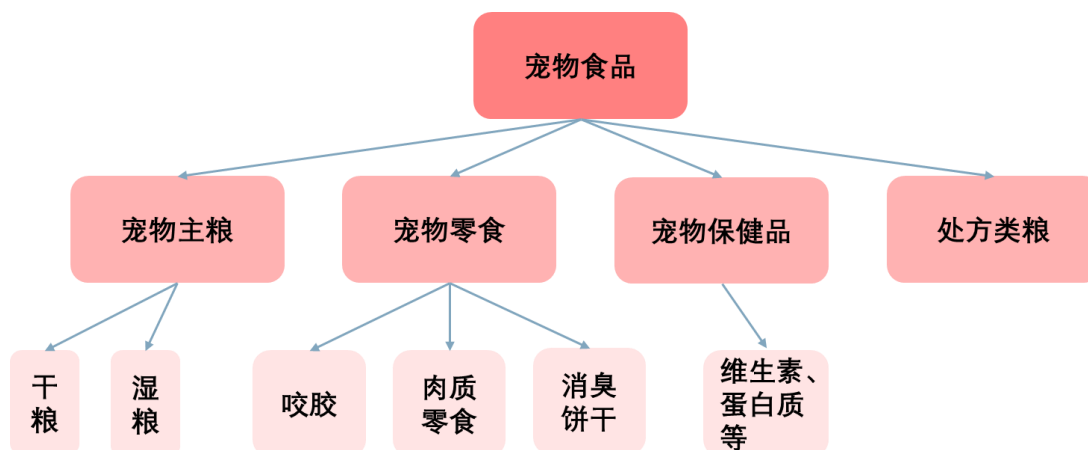 宠物食品
宠物主粮
宠物零食
宠物保健品
处方类粮
干
粮
湿
粮
咬胶
肉质
零食
消臭
饼干
维生素、
蛋白质
等